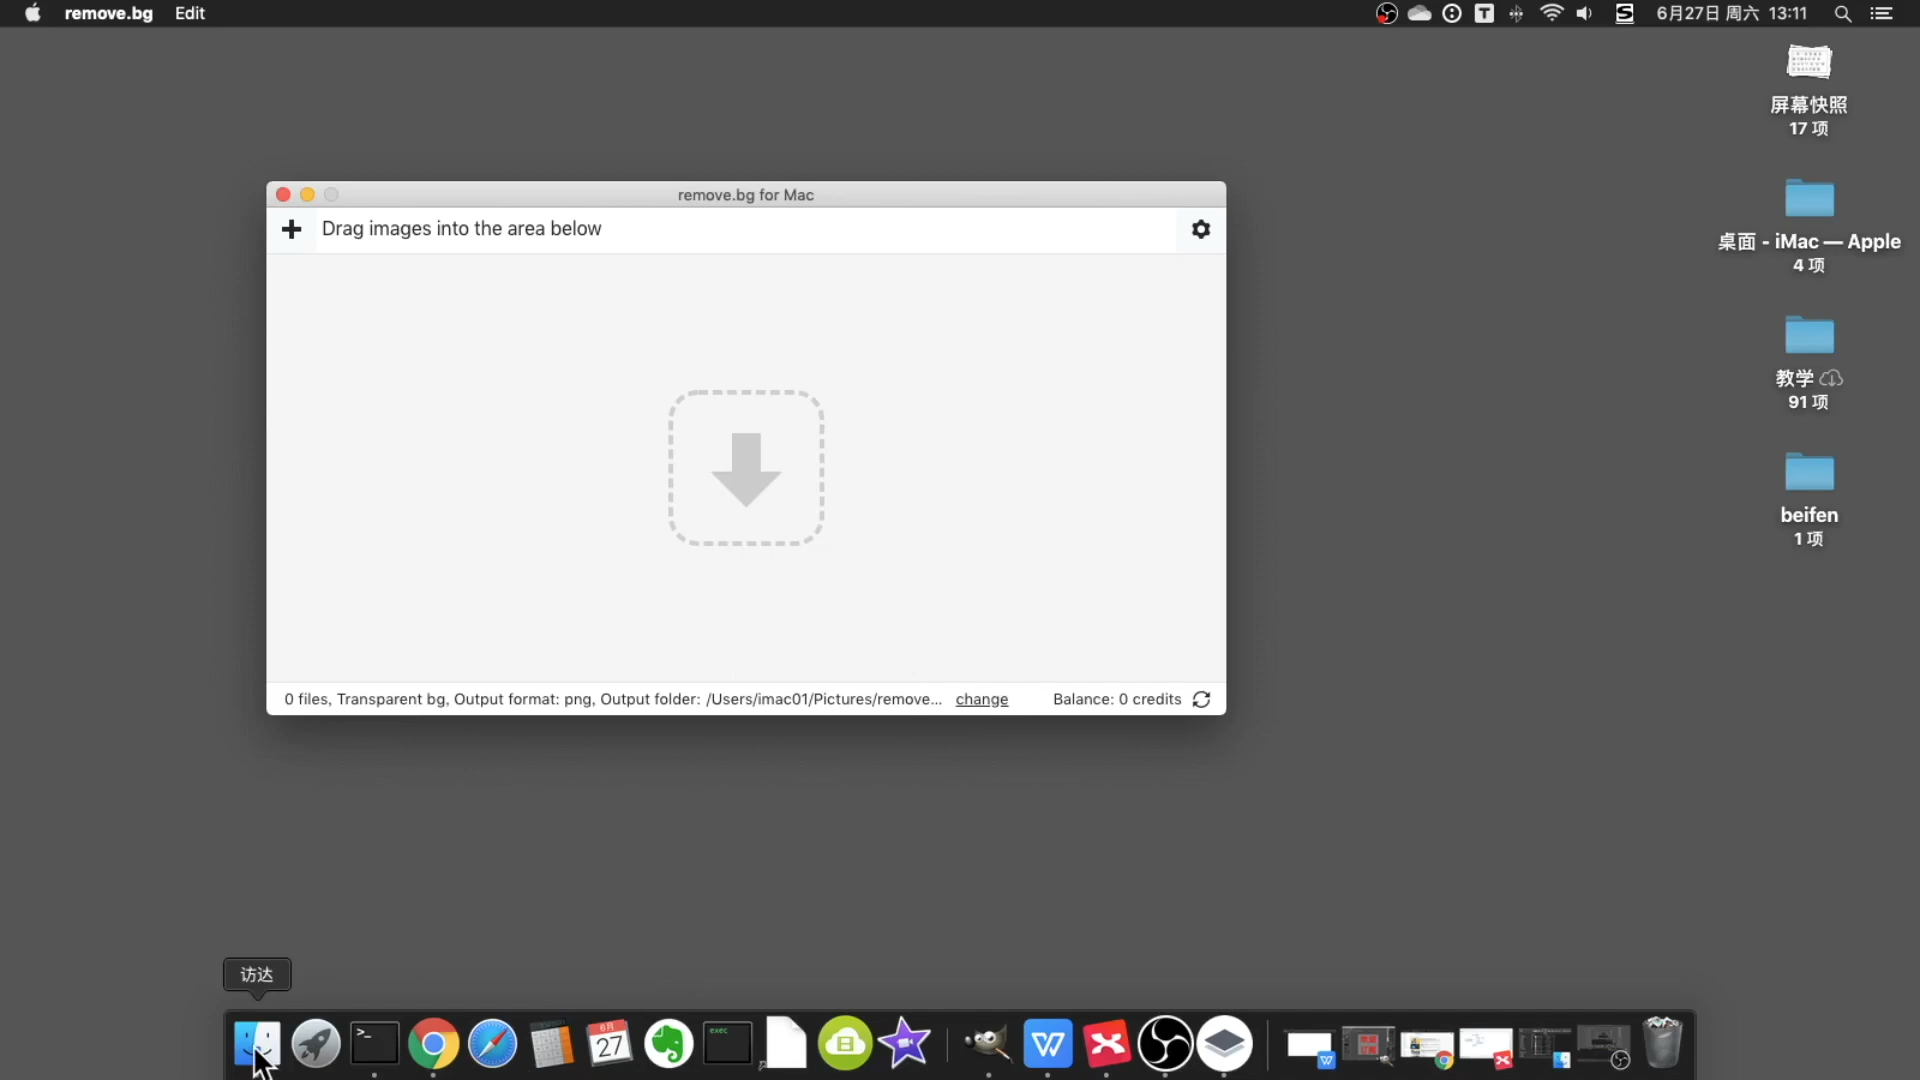 remove.bg Edit
6月27日 周六 13:11
屏幕快照
17 项
桌面 - iMac — Apple
4 项
教学
91 项
beifen
1 项
remove.bg for Mac
Drag images into the area below
0 files, Transparent bg, Output format: png, Output folder: /Users/imac01/Pictures/remove... change Balance: 0 credits
访达
>_
6月
27
exec